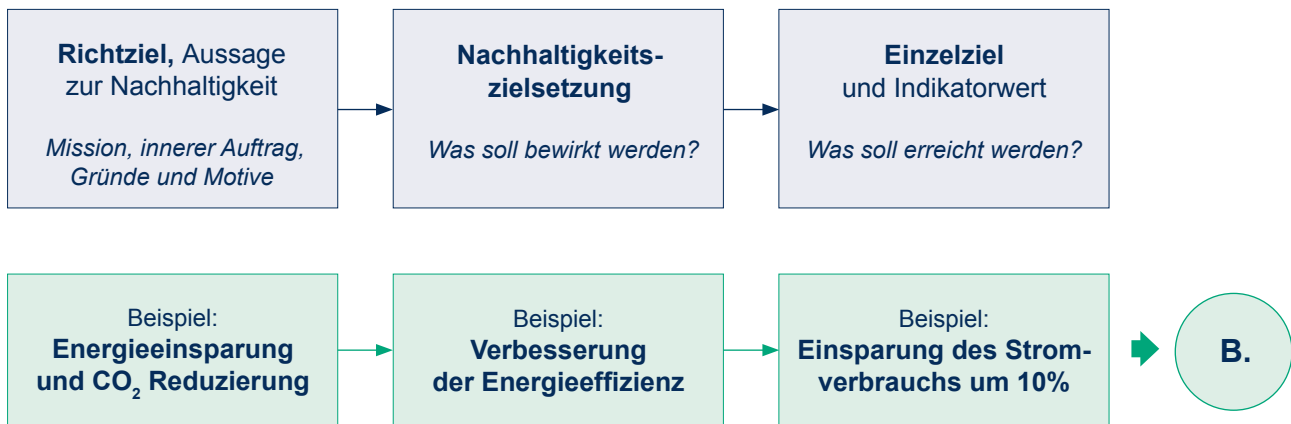 Richtziel, Aussage
zur Nachhaltigkeit
Mission, innerer Auftrag,
Gründe und Motive
Nachhaltigkeits-
zielsetzung
Was soll bewirkt werden?
Einzelziel
und Indikatorwert
Was soll erreicht werden?
Beispiel:
Energieeinsparung
und CO₂ Reduzierung
Beispiel:
Verbesserung
der Energieeffizienz
Beispiel:
Einsparung des Strom-
verbrauchs um 10%
B.